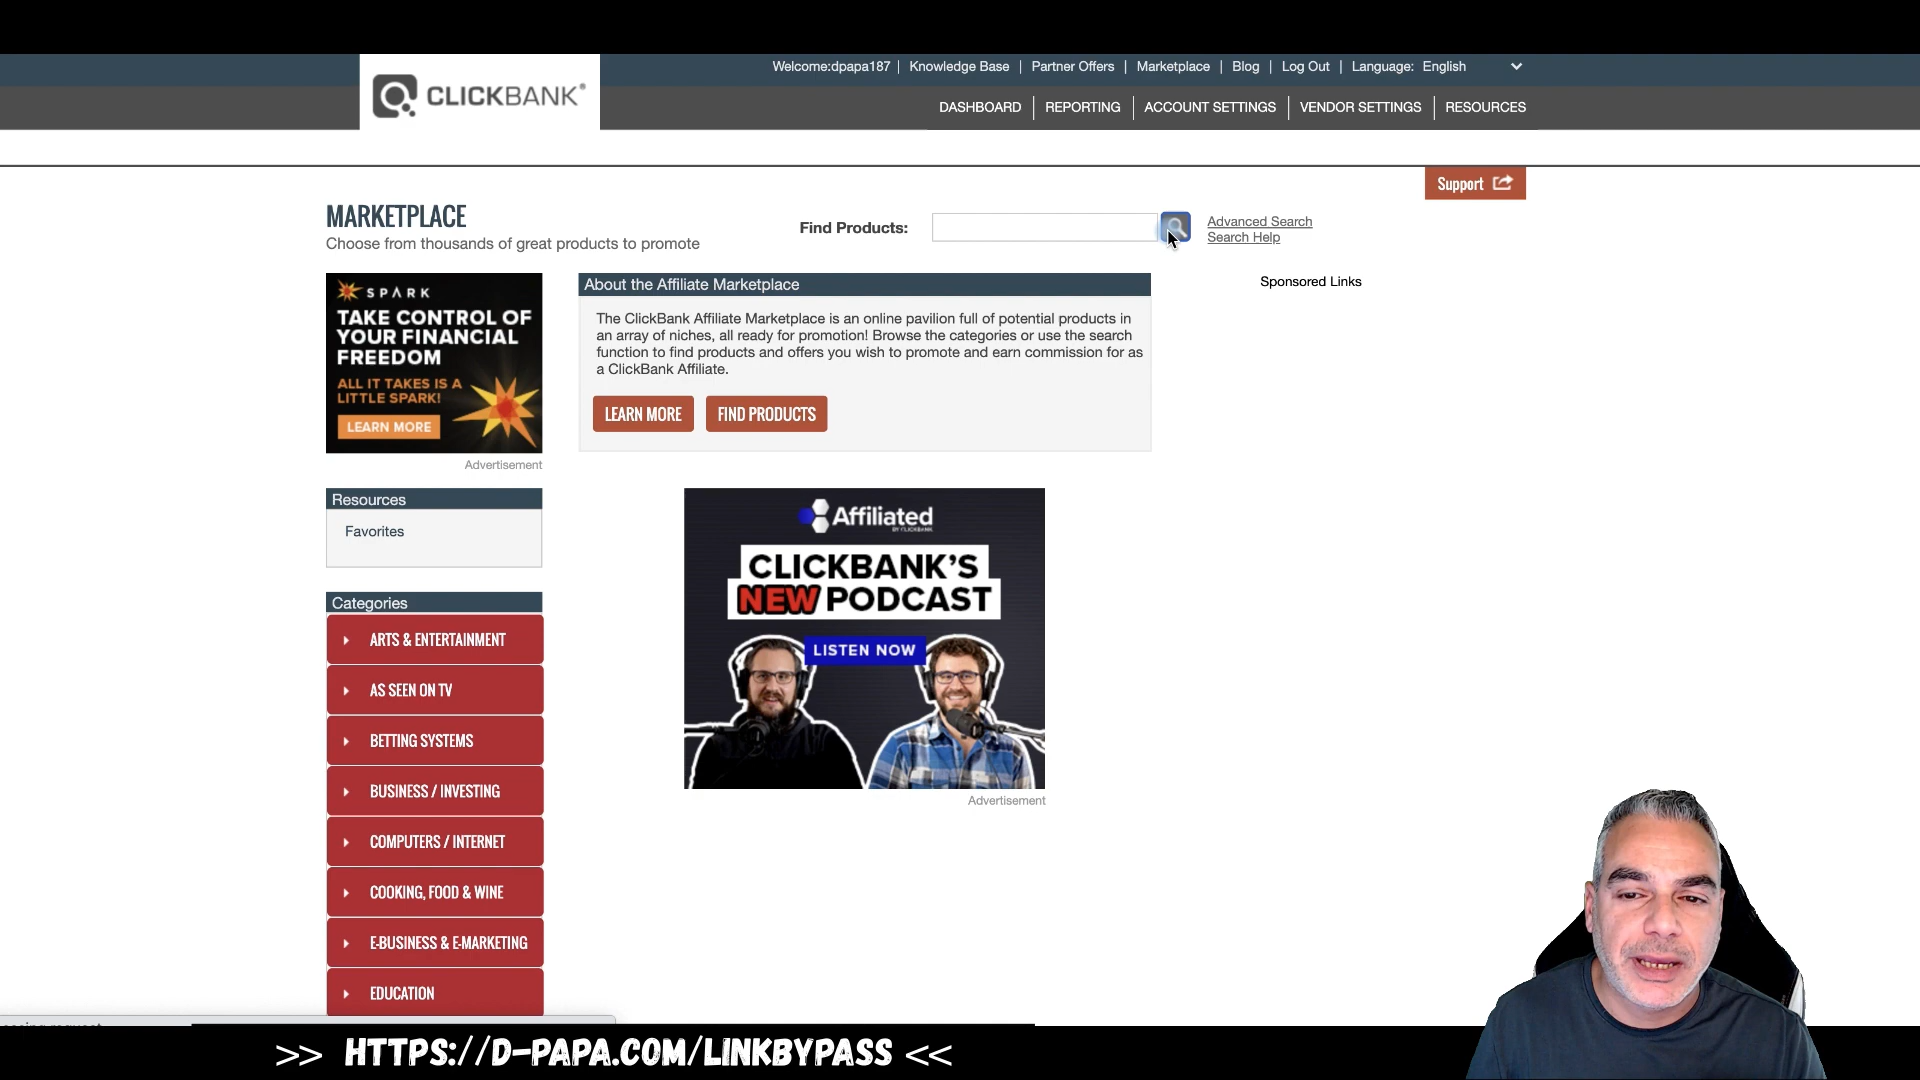 Welcome:dpapa187 | Knowledge Base | Partner Offers | Marketplace | Blog | Log Out | Language: English
CLICKBANK®
DASHBOARD | REPORTING | ACCOUNT SETTINGS | VENDOR SETTINGS | RESOURCES
Support
MARKETPLACE
Choose from thousands of great products to promote
Find Products:
Advanced Search
Search Help
SPARK
TAKE CONTROL OF
YOUR FINANCIAL
FREEDOM
ALL IT TAKES IS A
LITTLE SPARK!
LEARN MORE
Advertisement
About the Affiliate Marketplace
The ClickBank Affiliate Marketplace is an online pavilion full of potential products in
an array of niches, all ready for promotion! Browse the categories or use the search
function to find products and offers you wish to promote and earn commission for as
a ClickBank Affiliate.
LEARN MORE
FIND PRODUCTS
Sponsored Links
Resources
Favorites
Categories
ARTS & ENTERTAINMENT
AS SEEN ON TV
BETTING SYSTEMS
BUSINESS / INVESTING
COMPUTERS / INTERNET
COOKING, FOOD & WINE
E-BUSINESS & E-MARKETING
EDUCATION
Affiliated
BY CLICKBANK
CLICKBANK'S
NEW PODCAST
LISTEN NOW
Advertisement
>> HTTPS://D-PAPA.COM/LINKBYPASS <<